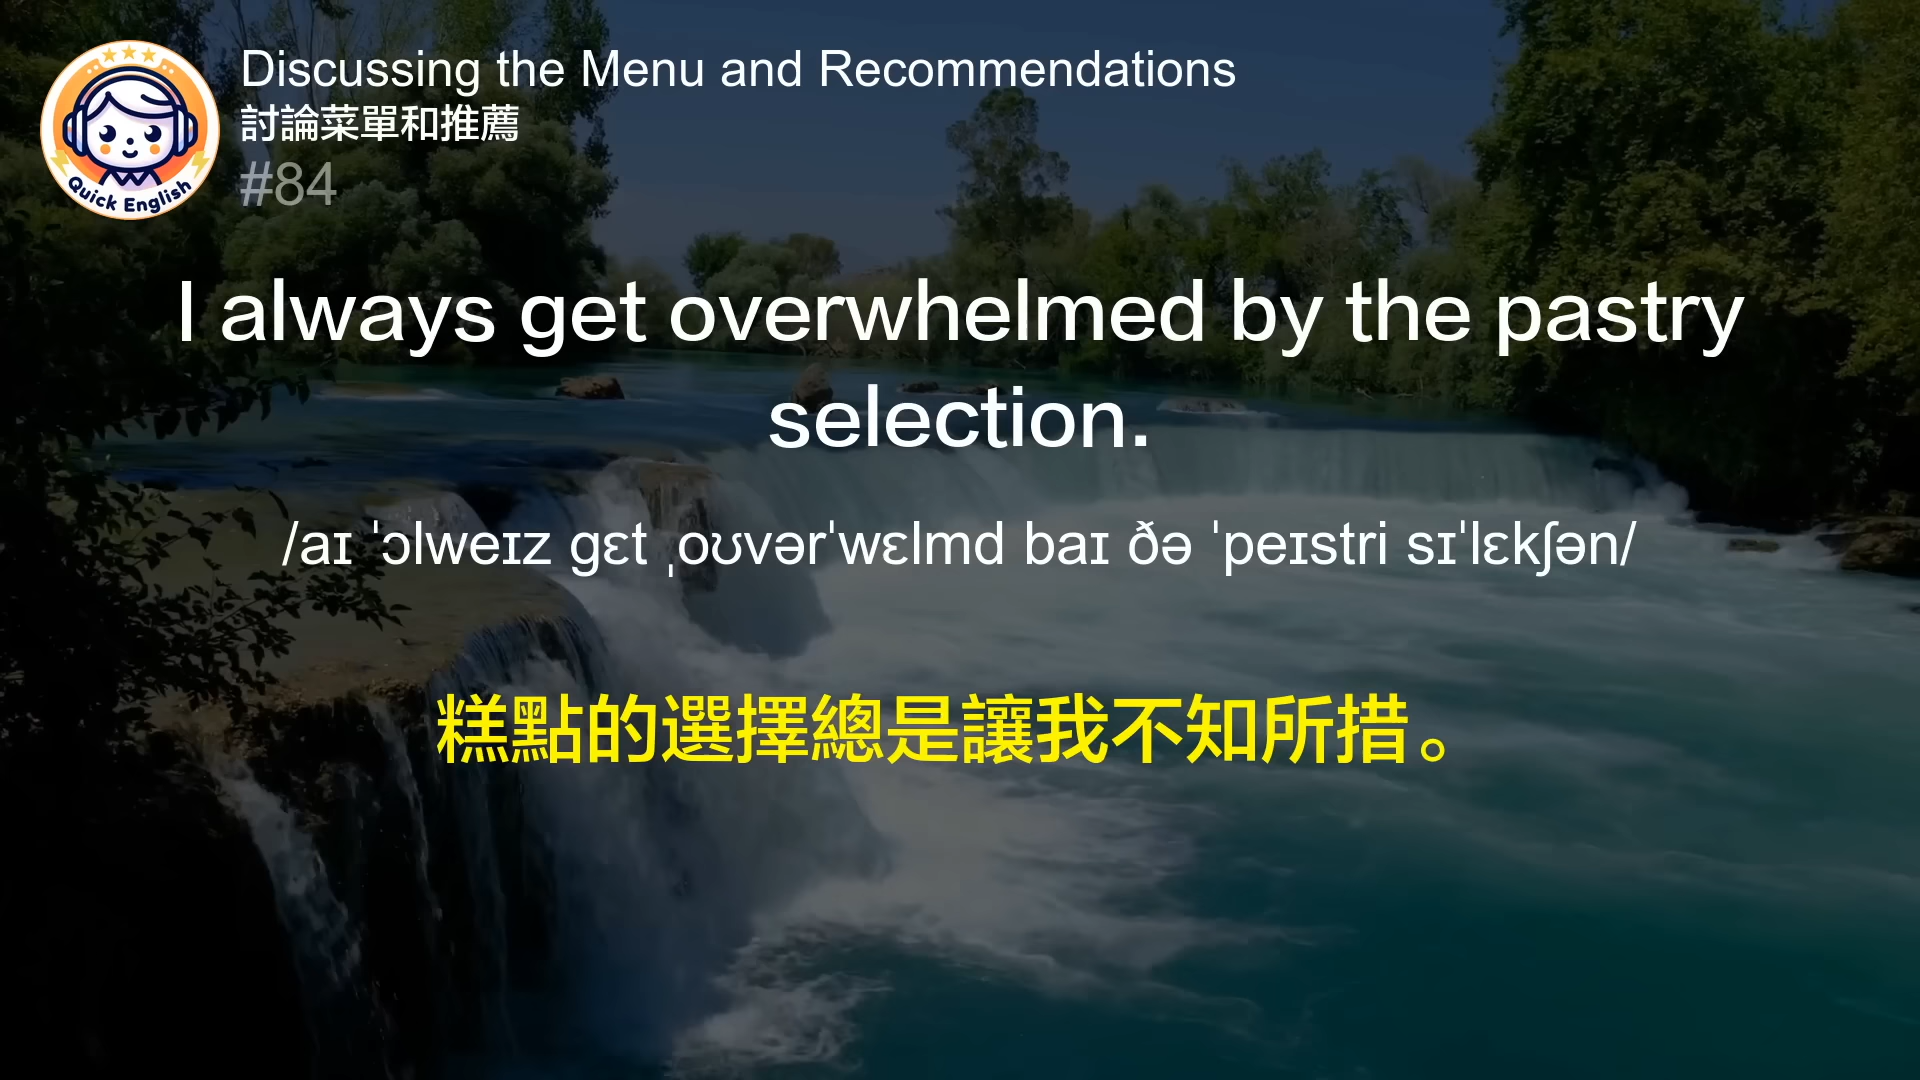 Discussing the Menu and Recommendations
討論菜單和推薦
#84
Quick English
I always get overwhelmed by the pastry
selection.
/aɪ ˈɔlweɪz ɡɛt ˌoʊvərˈwɛlmd baɪ ðə ˈpeɪstri sɪˈlɛkʃən/
糕點的選擇總是讓我不知所措。